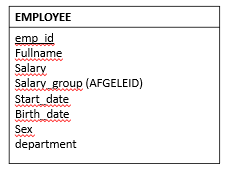 EMPLOYEE
emp_id
Fullname
Salary
Salary_group (AFGELEID)
Start_date
Birth_date
Sex
department